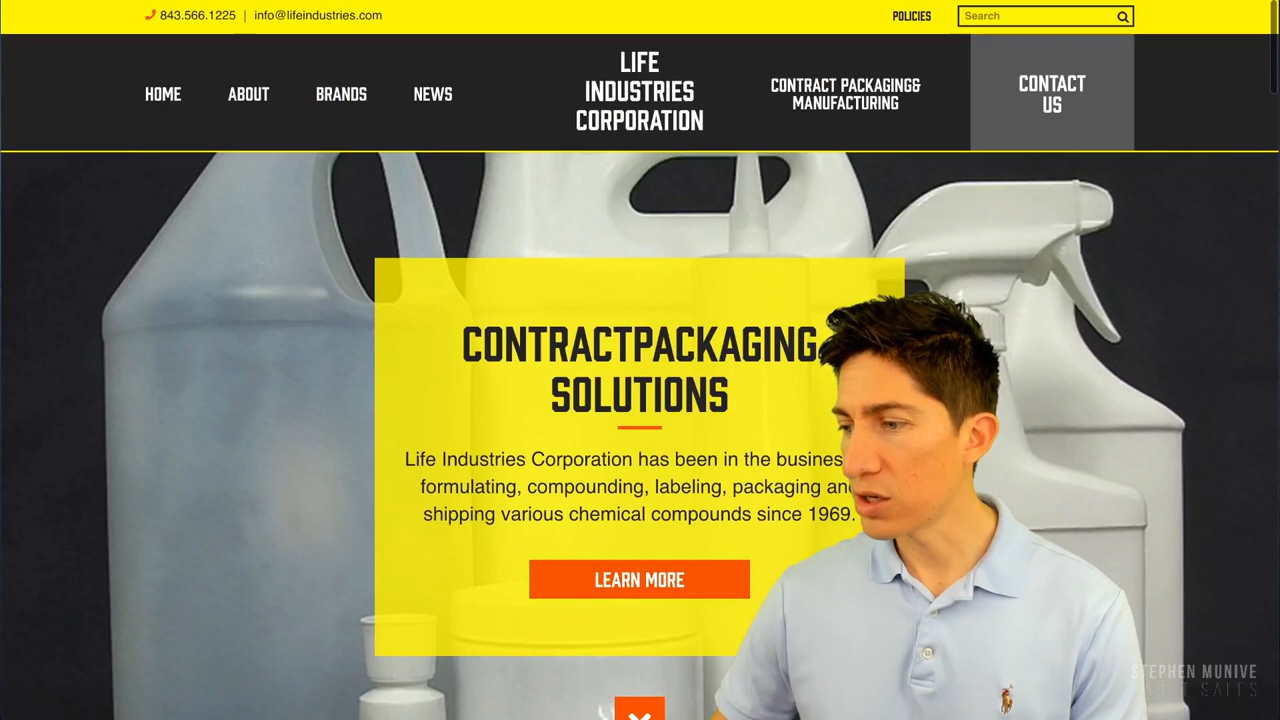 843.566.1225 | info@lifeindustries.com
POLICIES
Search
HOME
ABOUT
BRANDS
NEWS
LIFE
INDUSTRIES
CORPORATION
CONTRACT PACKAGING&
MANUFACTURING
CONTACT
US
CONTRACTPACKAGING
SOLUTIONS
Life Industries Corporation has been in the busines
formulating, compounding, labeling, packaging an
shipping various chemical compounds since 1969.
LEARN MORE
STEPHEN MUNIVE